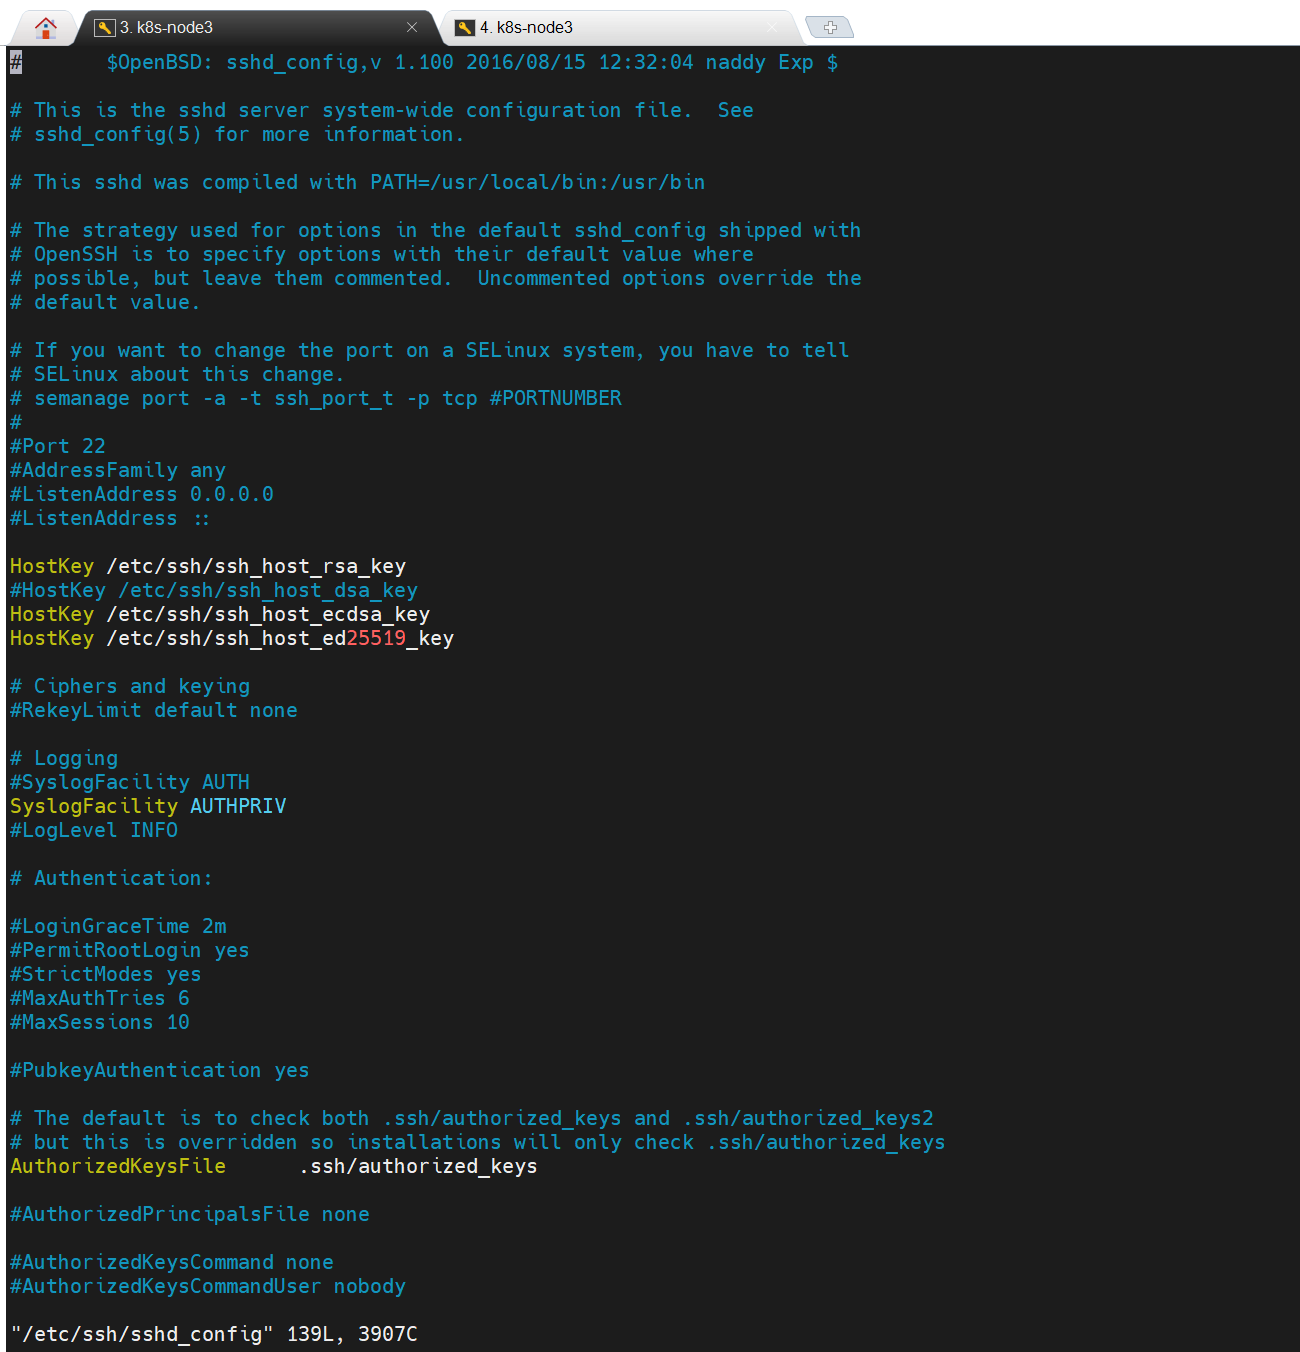 3. k8s-node3
4. k8s-node3
#       $OpenBSD: sshd_config,v 1.100 2016/08/15 12:32:04 naddy Exp $
# This is the sshd server system-wide configuration file.  See
# sshd_config(5) for more information.
# This sshd was compiled with PATH=/usr/local/bin:/usr/bin
# The strategy used for options in the default sshd_config shipped with
# OpenSSH is to specify options with their default value where
# possible, but leave them commented.  Uncommented options override the
# default value.
# If you want to change the port on a SELinux system, you have to tell
# SELinux about this change.
# semanage port -a -t ssh_port_t -p tcp #PORTNUMBER
#
#Port 22
#AddressFamily any
#ListenAddress 0.0.0.0
#ListenAddress ::
HostKey /etc/ssh/ssh_host_rsa_key
#HostKey /etc/ssh/ssh_host_dsa_key
HostKey /etc/ssh/ssh_host_ecdsa_key
HostKey /etc/ssh/ssh_host_ed25519_key
# Ciphers and keying
#RekeyLimit default none
# Logging
#SyslogFacility AUTH
SyslogFacility AUTHPRIV
#LogLevel INFO
# Authentication:
#LoginGraceTime 2m
#PermitRootLogin yes
#StrictModes yes
#MaxAuthTries 6
#MaxSessions 10
#PubkeyAuthentication yes
# The default is to check both .ssh/authorized_keys and .ssh/authorized_keys2
# but this is overridden so installations will only check .ssh/authorized_keys
AuthorizedKeysFile      .ssh/authorized_keys
#AuthorizedPrincipalsFile none
#AuthorizedKeysCommand none
#AuthorizedKeysCommandUser nobody
"/etc/ssh/sshd_config" 139L, 3907C